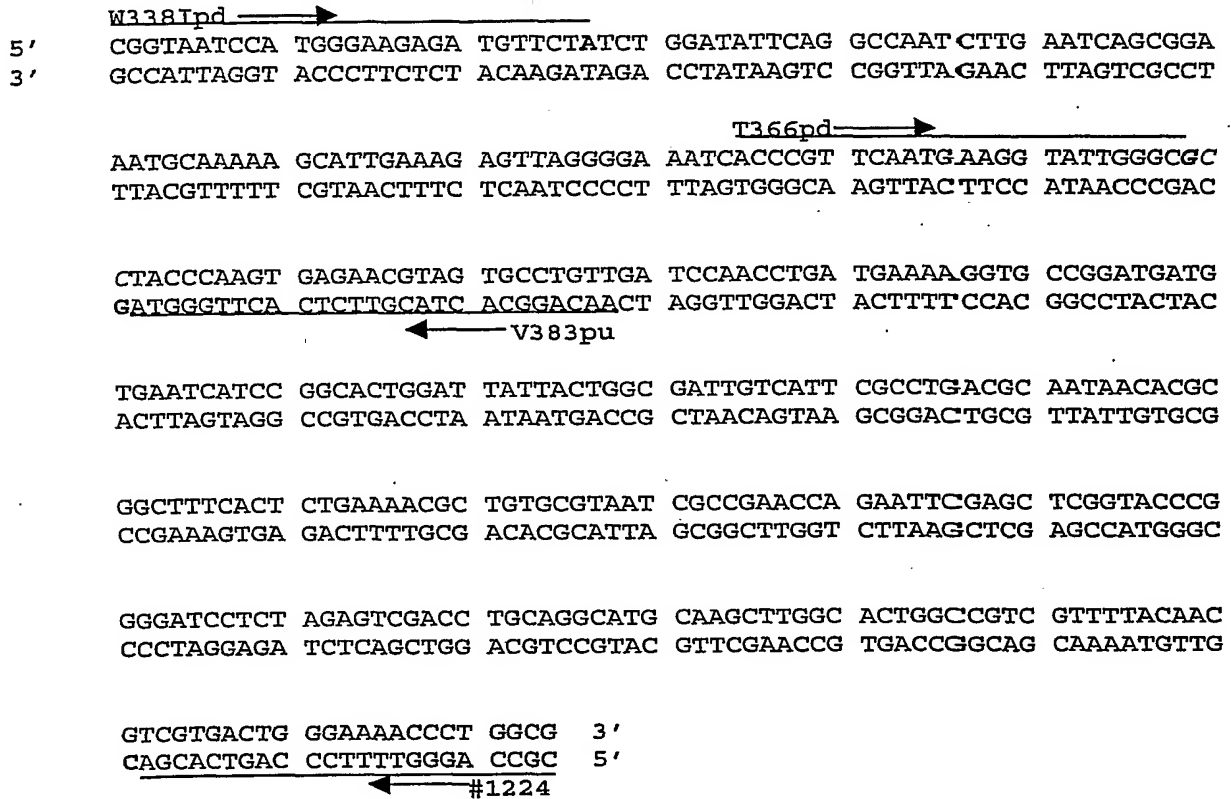 W338Ipd
5' CGGTAATCCA TGGGAAGAGA TGTTCTATCT GGATATTCAG GCCAATCTTG AATCAGCGGA
3' GCCATTAGGT ACCCTTCTCT ACAAGATAGA CCTATAAGTC CGGTTAGAAC TTAGTCGCCT
T366pd
AATGCAAAAA GCATTGAAAG AGTTAGGGGA AATCACCCGT TCAATGAAGG TATTGGGCGC
TTACGTTTTT CGTAACTTTC TCAATCCCCT TTAGTGGGCA AGTTACTTCC ATAACCCGAC
CTACCCAAGT GAGAACGTAG TGCCTGTTGA TCCAACCTGA TGAAAAGGTG CCGGATGATG
GATGGGTTCA CTCTTGCATC ACGGACAACT AGGTTGGACT ACTTTTCCAC GGCCTACTAC
V383pu
TGAATCATCC GGCACTGGAT TATTACTGGC GATTGTCATT CGCCTGACGC AATAACACGC
ACTTAGTAGG CCGTGACCTA ATAATGACCG CTAACAGTAA GCGGACTGCG TTATTGTGCG
GGCTTTCACT CTGAAAACGC TGTGCGTAAT CGCCGAACCA GAATTCGAGC TCGGTACCCG
CCGAAAGTGA GACTTTTGCG ACACGCATTA GCGGCTTGGT CTTAAGCTCG AGCCATGGGC
GGGATCCTCT AGAGTCGACC TGCAGGCATG CAAGCTTGGC ACTGGCCGTC GTTTTACAAC
CCCTAGGAGA TCTCAGCTGG ACGTCCGTAC GTTCGAACCG TGACCGGCAG CAAAATGTTG
GTCGTGACTG GGAAAACCCT GGCG 3'
CAGCACTGAC CCTTTTGGGA CCGC 5'
#1224